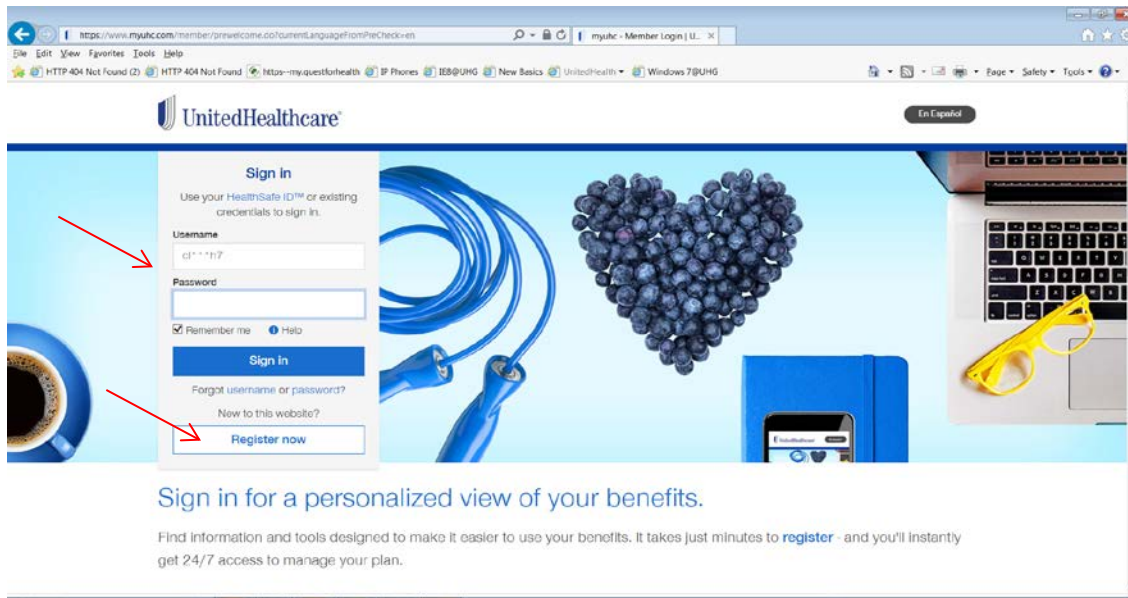 https://www.myuhc.com/member/prewelcome.do?currentLanguageFromPreCheck=en
myuhc - Member Login | U...
File Edit View Favorites Tools Help
HTTP 404 Not Found (2) HTTP 404 Not Found https--my.questforhealth IP Phones IEB@UHG New Basics UnitedHealth Windows 7@UHG Page Safety Tools
UnitedHealthcare
En Español
Sign in
Use your HealthSafe ID™ or existing
credentials to sign in.
Username
cl***h7
Password
Remember me Help
Sign in
Forgot username or password?
New to this website?
Register now
UnitedHealthcare
Sign in for a personalized view of your benefits.
Find information and tools designed to make it easier to use your benefits. It takes just minutes to register - and you'll instantly
get 24/7 access to manage your plan.